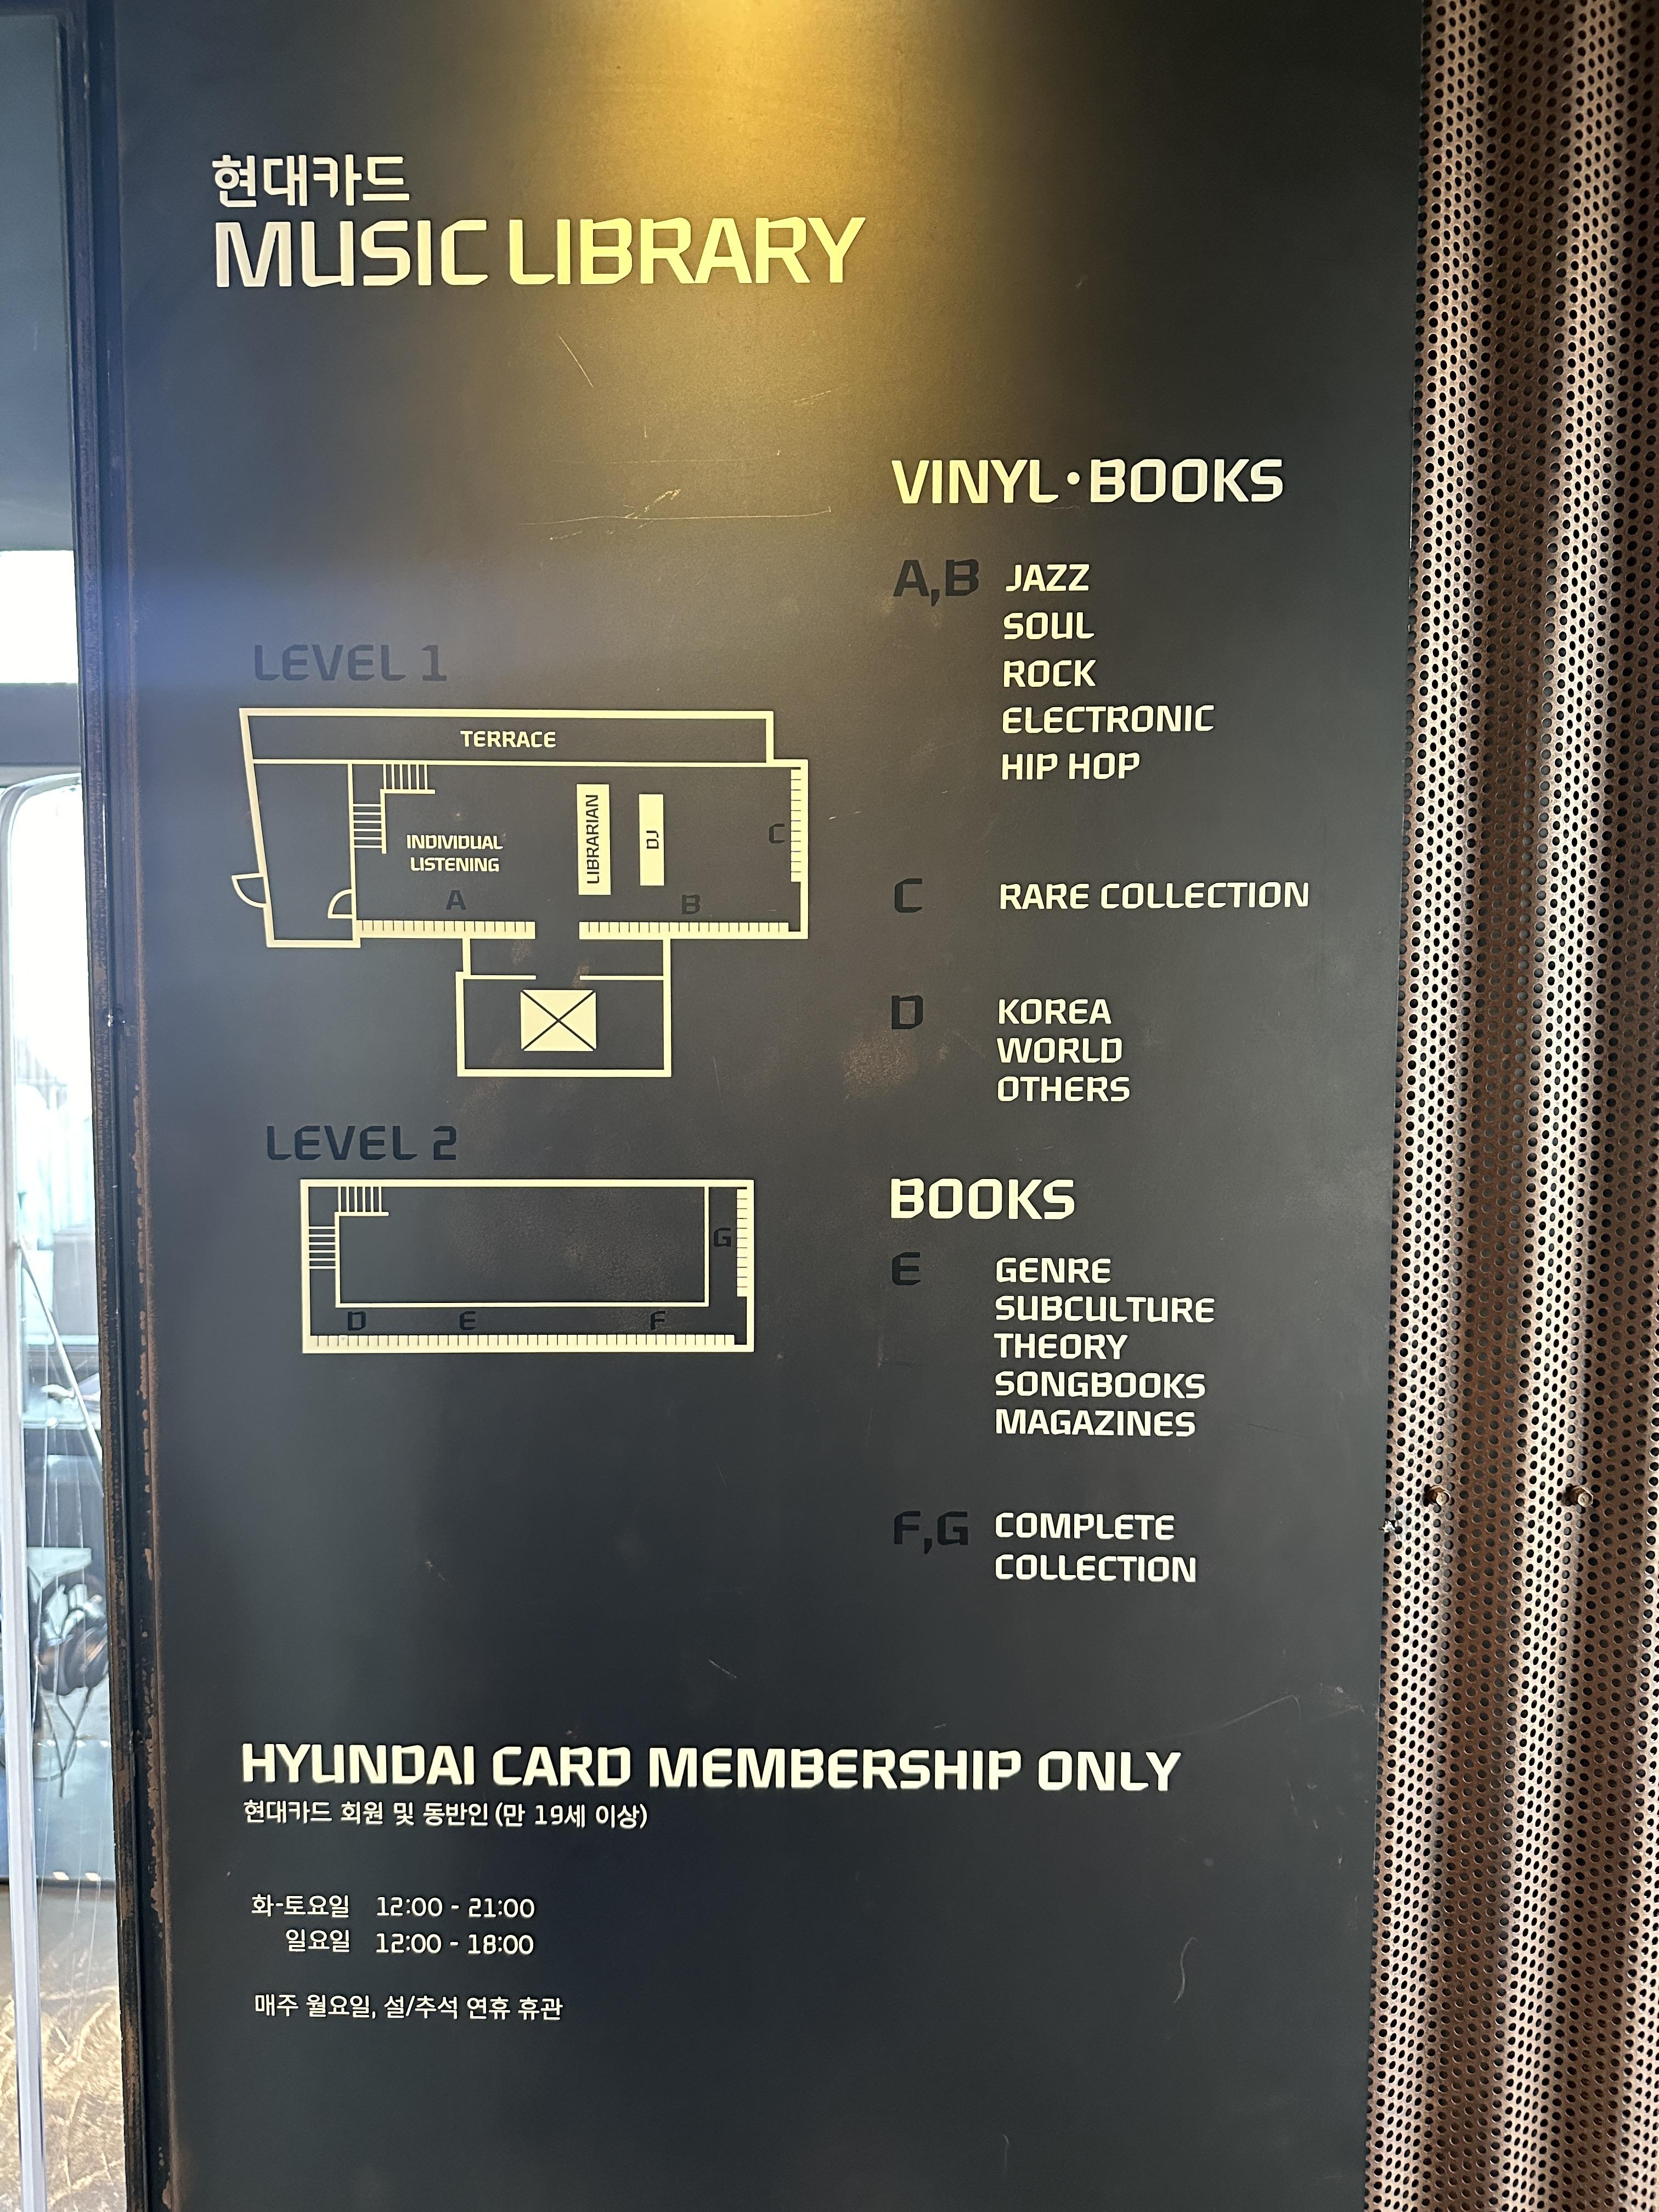 현대카드
MUSIC LIBRARY
LEVEL 1
TERRACE
INDIVIDUAL
LISTENING
LIBRARIAN
DJ
A
B
C
LEVEL 2
D
E
F
G
VINYL·BOOKS
A,B JAZZ
SOUL
ROCK
ELECTRONIC
HIP HOP
C RARE COLLECTION
D KOREA
WORLD
OTHERS
BOOKS
E GENRE
SUBCULTURE
THEORY
SONGBOOKS
MAGAZINES
F,G COMPLETE
COLLECTION
HYUNDAI CARD MEMBERSHIP ONLY
현대카드 회원 및 동반인 (만 19세 이상)
화-토요일 12:00 - 21:00
일요일 12:00 - 18:00
매주 월요일, 설/추석 연휴 휴관